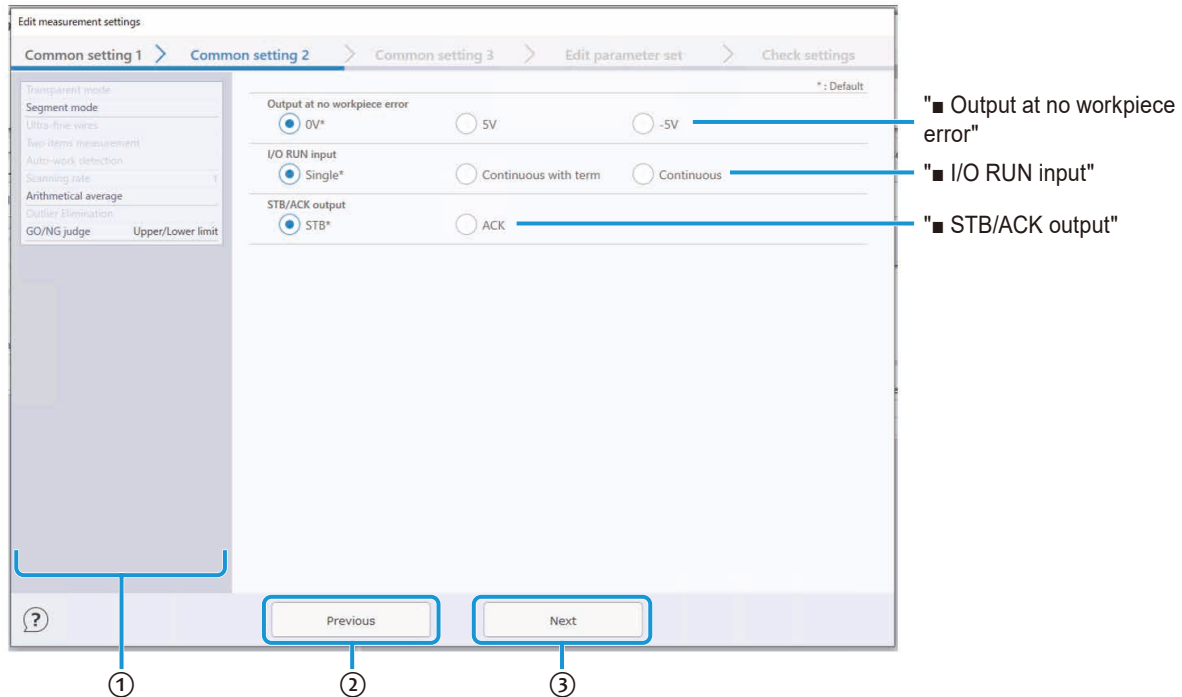 Edit measurement settings
Common setting 1 > Common setting 2 > Common setting 3 > Edit parameter set > Check settings
* : Default
Transparent mode
Segment mode
Ultra-fine wires
Two items measurement
Auto-work detection
Scanning rate 1
Arithmetical average
Outlier Elimination
GO/NG judge Upper/Lower limit
Output at no workpiece error
0V* 5V -5V
I/O RUN input
Single* Continuous with term Continuous
STB/ACK output
STB* ACK
"■ Output at no workpiece
error"
"■ I/O RUN input"
"■ STB/ACK output"
? Previous Next
① ② ③